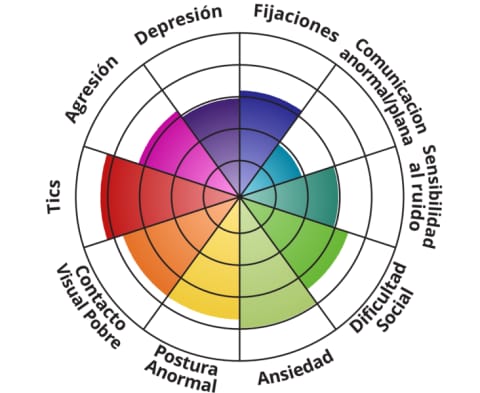 Depresión
Fijaciones
Comunicacion
anormal/plana
Sensibilidad
al ruido
Dificultad
Social
Ansiedad
Postura
Anormal
Contacto
Visual Pobre
Tics
Agresión